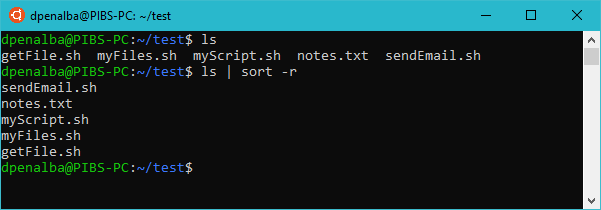 dpenalba@PIBS-PC: ~/test
dpenalba@PIBS-PC:~/test$ ls
getFile.sh  myFiles.sh  myScript.sh  notes.txt  sendEmail.sh
dpenalba@PIBS-PC:~/test$ ls | sort -r
sendEmail.sh
notes.txt
myScript.sh
myFiles.sh
getFile.sh
dpenalba@PIBS-PC:~/test$